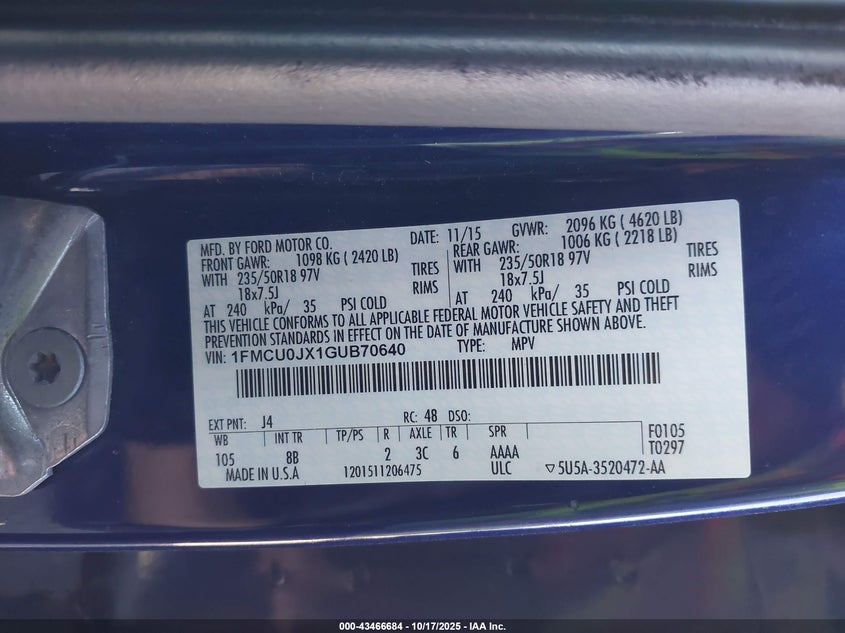 MFD. BY FORD MOTOR CO.
DATE: 11/15
GVWR: 2096 KG ( 4620 LB)
FRONT GAWR: 1098 KG ( 2420 LB)
WITH 235/50R18 97V TIRES
18x7.5J RIMS
AT 240 kPa/ 35 PSI COLD
REAR GAWR: 1006 KG ( 2218 LB)
WITH 235/50R18 97V TIRES
18x7.5J RIMS
AT 240 kPa/ 35 PSI COLD
THIS VEHICLE CONFORMS TO ALL APPLICABLE FEDERAL MOTOR VEHICLE SAFETY AND THEFT
PREVENTION STANDARDS IN EFFECT ON THE DATE OF MANUFACTURE SHOWN ABOVE.
VIN: 1FMCU0JX1GUB70640 TYPE: MPV
EXT PNT: J4 RC: 48 DSO:
WB INT TR TP/PS R AXLE TR SPR F0105
105 8B 2 3C 6 AAAA T0297
MADE IN U.S.A 1201511206475 ULC ▽5U5A-3520472-AA
000-43466684 - 10/17/2025 - IAA Inc.